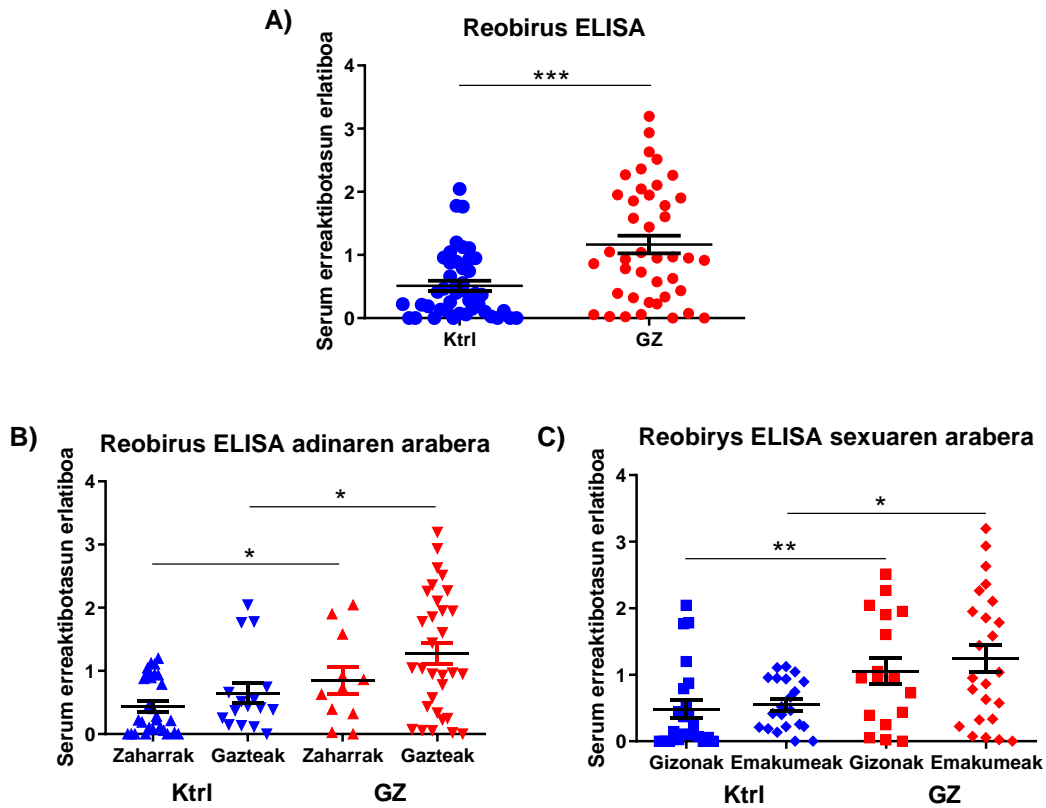 A)
Reobirus ELISA
Serum erreaktibotasun erlatiboa
4
3
2
1
0
***
Ktrl
GZ
B)
Reobirus ELISA adinaren arabera
Serum erreaktibotasun erlatiboa
4
3
2
1
0
*
*
Zaharrak Gazteak Zaharrak Gazteak
Ktrl GZ
C)
Reobirys ELISA sexuaren arabera
Serum erreaktibotasun erlatiboa
4
3
2
1
0
*
**
Gizonak Emakumeak Gizonak Emakumeak
Ktrl GZ